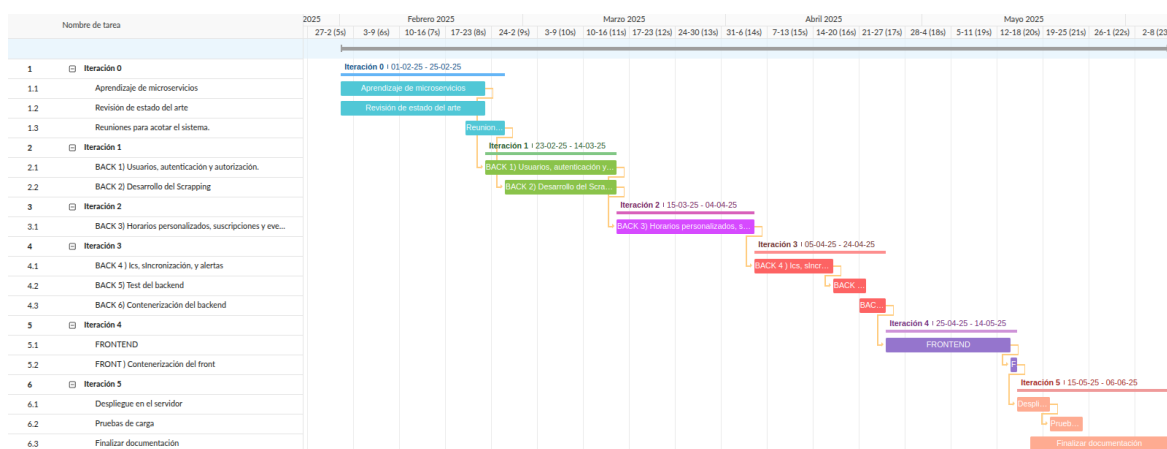 Nombre de tarea
2025 Febrero 2025 Marzo 2025 Abril 2025 Mayo 2025
27-2 (5s) 3-9 (6s) 10-16 (7s) 17-23 (8s) 24-2 (9s) 3-9 (10s) 10-16 (11s) 17-23 (12s) 24-30 (13s) 31-6 (14s) 7-13 (15s) 14-20 (16s) 21-27 (17s) 28-4 (18s) 5-11 (19s) 12-18 (20s) 19-25 (21s) 26-1 (22s) 2-8 (23
1 Iteración 0 Iteración 0 01-02-25 - 25-02-25
1.1 Aprendizaje de microservicios Aprendizaje de microservicios
1.2 Revisión de estado del arte Revisión de estado del arte
1.3 Reuniones para acotar el sistema. Reunion...
2 Iteración 1 Iteración 1 23-02-25 - 14-03-25
2.1 BACK 1) Usuarios, autenticación y autorización. BACK 1) Usuarios, autenticación y...
2.2 BACK 2) Desarrollo del Scrapping BACK 2) Desarrollo del Scra...
3 Iteración 2 Iteración 2 15-03-25 - 04-04-25
3.1 BACK 3) Horarios personalizados, suscripciones y eve... BACK 3) Horarios personalizados, s...
4 Iteración 3 Iteración 3 05-04-25 - 24-04-25
4.1 BACK 4 ) Ics, sIncronización, y alertas BACK 4 ) Ics, sIncr...
4.2 BACK 5) Test del backend BACK ...
4.3 BACK 6) Contenerización del backend BAC...
5 Iteración 4 Iteración 4 25-04-25 - 14-05-25
5.1 FRONTEND FRONTEND
5.2 FRONT ) Contenerización del front F
6 Iteración 5 Iteración 5 15-05-25 - 06-06-25
6.1 Despliegue en el servidor Despli...
6.2 Pruebas de carga Prueb...
6.3 Finalizar documentación Finalizar documentación